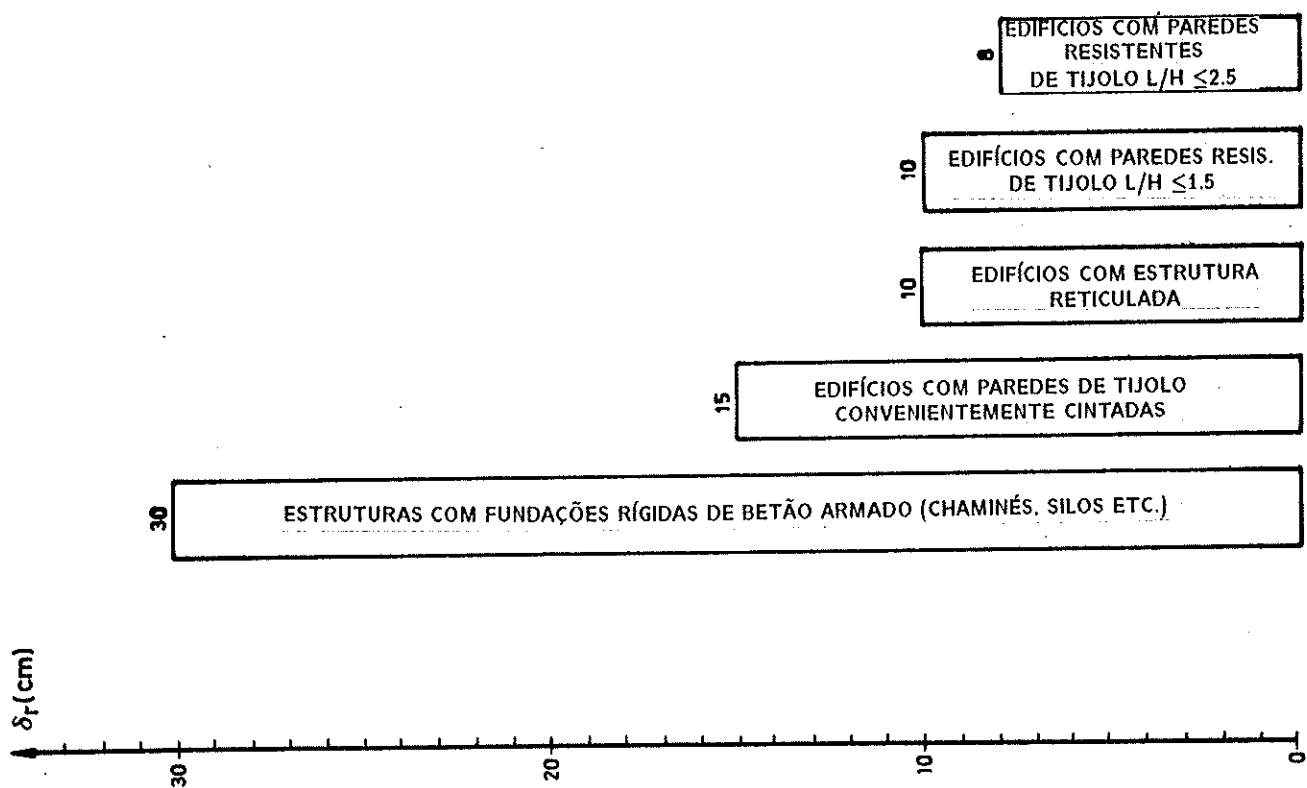 8
EDIFÍCIOS COM PAREDES
RESISTENTES
DE TIJOLO L/H ≤2.5
10
EDIFÍCIOS COM PAREDES RESIS.
DE TIJOLO L/H ≤1.5
10
EDIFÍCIOS COM ESTRUTURA
RETICULADA
15
EDIFÍCIOS COM PAREDES DE TIJOLO
CONVENIENTEMENTE CINTADAS
30
ESTRUTURAS COM FUNDAÇÕES RÍGIDAS DE BETÃO ARMADO (CHAMINÉS, SILOS ETC.)
δr(cm)
30
20
10
0